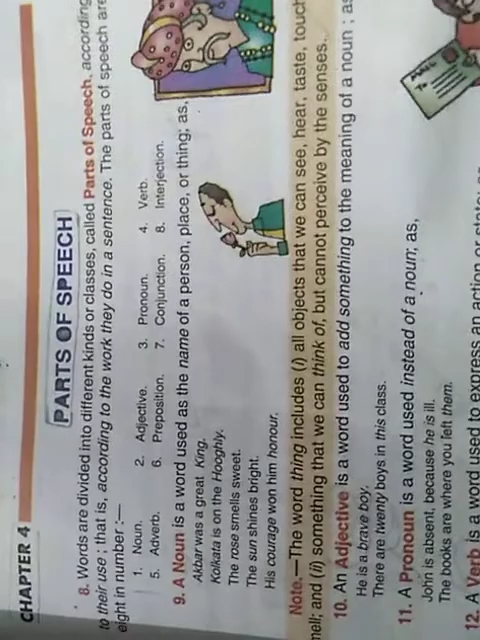 CHAPTER 4
PARTS OF SPEECH
8. Words are divided into different kinds or classes, called Parts of Speech, according
to their use ; that is, according to the work they do in a sentence. The parts of speech are
eight in number :—
1. Noun. 2. Adjective. 3. Pronoun. 4. Verb.
5. Adverb. 6. Preposition. 7. Conjunction. 8. Interjection.
9. A Noun is a word used as the name of a person, place, or thing; as,
Akbar was a great King.
Kolkata is on the Hooghly.
The rose smells sweet.
The sun shines bright.
His courage won him honour.
Note.—The word thing includes (i) all objects that we can see, hear, taste, touch
and (ii) something that we can think of, but cannot perceive by the senses.
10. An Adjective is a word used to add something to the meaning of a noun ; as
He is a brave boy.
There are twenty boys in this class.
11. A Pronoun is a word used instead of a noun; as,
John is absent, because he is ill.
The books are where you left them.
12. A Verb is a word used to express an action or state; as
MAIL
To